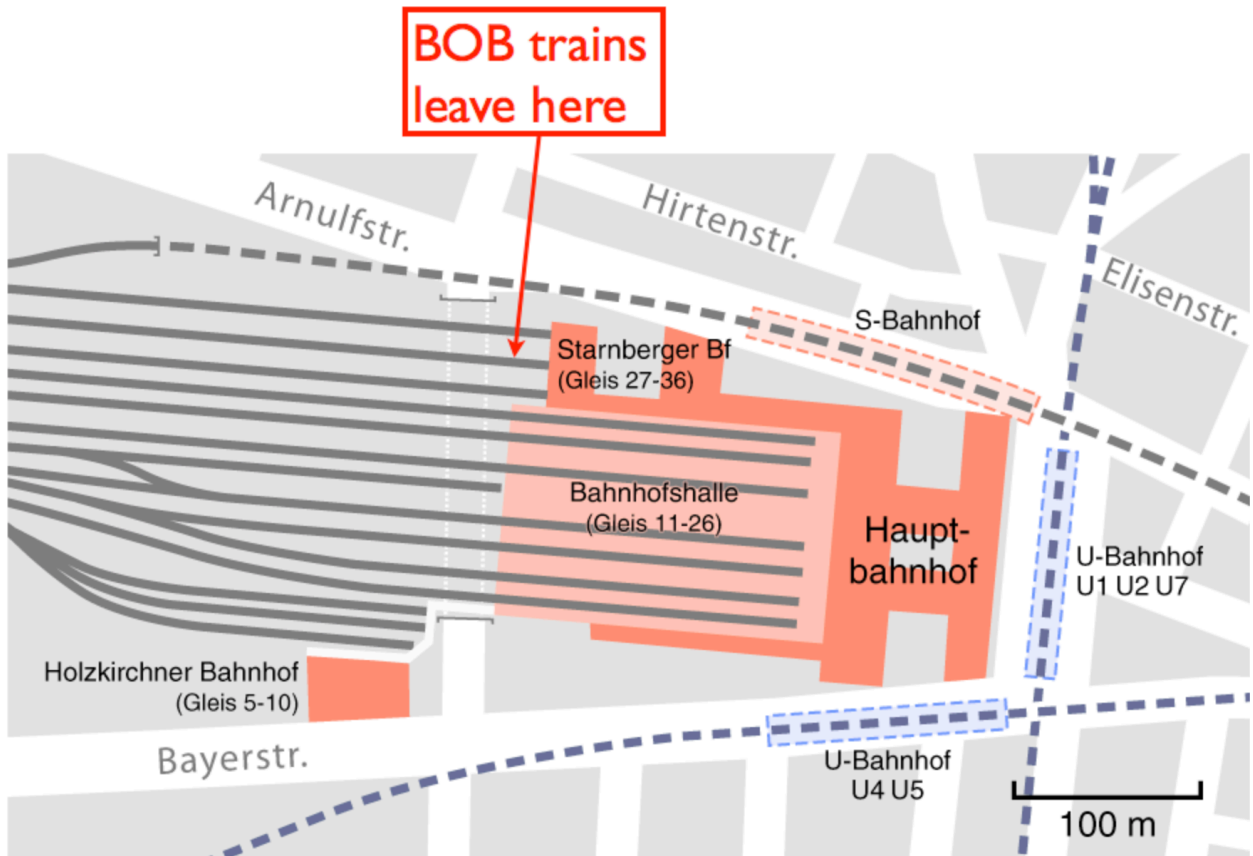 BOB trains
leave here
Arnulfstr.
Hirtenstr.
Elisenstr.
S-Bahnhof
Starnberger Bf
(Gleis 27-36)
Bahnhofshalle
(Gleis 11-26)
Haupt-
bahnhof
U-Bahnhof
U1 U2 U7
Holzkirchner Bahnhof
(Gleis 5-10)
Bayerstr.
U-Bahnhof
U4 U5
100 m